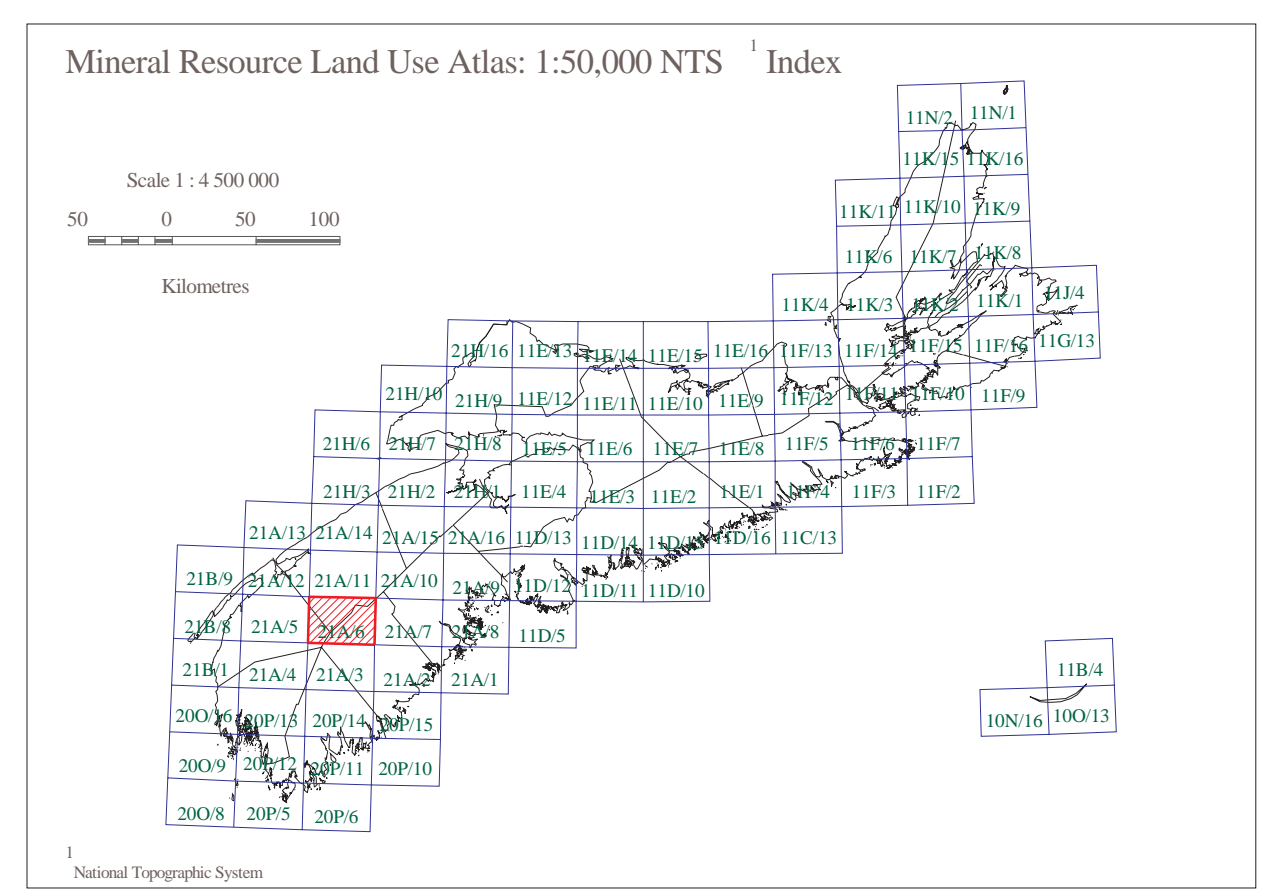 Mineral Resource Land Use Atlas: 1:50,000 NTS 1 Index
11N/2 11N/1
11K/15 11K/16
Scale 1 : 4 500 000
50 0 50 100
11K/11 11K/10 11K/9
Kilometres
11K/6 11K/7 11K/8
11K/4 11K/3 11K/2 11K/1 11J/4
21H/16 11E/13 11E/14 11E/15 11E/16 11F/13 11F/14 11F/15 11F/16 11G/13
21H/10 21H/9 11E/12 11E/11 11E/10 11E/9 11F/12 11F/11 11F/10 11F/9
21H/6 21H/7 21H/8 11E/5 11E/6 11E/7 11E/8 11F/5 11F/6 11F/7
21H/3 21H/2 21H/1 11E/4 11E/3 11E/2 11E/1 11F/4 11F/3 11F/2
21A/13 21A/14 21A/15 21A/16 11D/13 11D/14 11D/15 11D/16 11C/13
21B/9 21A/12 21A/11 21A/10 21A/9 11D/12 11D/11 11D/10
21B/8 21A/5 21A/6 21A/7 21A/8 11D/5
21B/1 21A/4 21A/3 21A/2 21A/1 11B/4
20O/16 20P/13 20P/14 20P/15 10N/16 10O/13
20O/9 20P/12 20P/11 20P/10
20O/8 20P/5 20P/6
1
National Topographic System